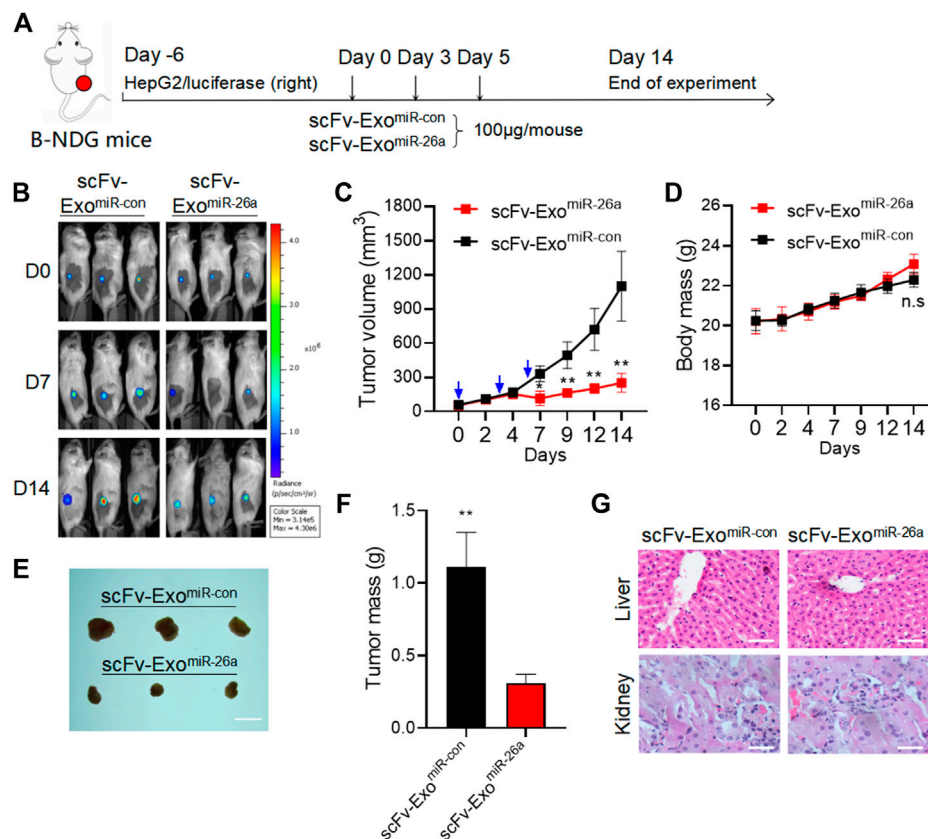 A
Day -6
Day 0 Day 3 Day 5
Day 14
HepG2/luciferase (right)
End of experiment
B-NDG mice
scFv-Exo^miR-con
scFv-Exo^miR-26a
100μg/mouse
B
scFv-
Exo^miR-con
scFv-
Exo^miR-26a
D0
D7
D14
4.0
3.0
x10^6
2.0
1.0
Radiance
(p/sec/cm²/sr)
Color Scale
Min = 3.14e5
Max = 4.30e6
C
Tumor volume (mm³)
1800
1500
1200
900
600
300
0
scFv-Exo^miR-26a
scFv-Exo^miR-con
* ** ** **
0 2 4 7 9 12 14
Days
D
Body mass (g)
26
24
22
20
18
16
scFv-Exo^miR-26a
scFv-Exo^miR-con
n.s
0 2 4 7 9 12 14
Days
E
scFv-Exo^miR-con
scFv-Exo^miR-26a
F
Tumor mass (g)
1.5
1.0
0.5
0.0
**
scFv-Exo^miR-con
scFv-Exo^miR-26a
G
scFv-Exo^miR-con
scFv-Exo^miR-26a
Liver
Kidney